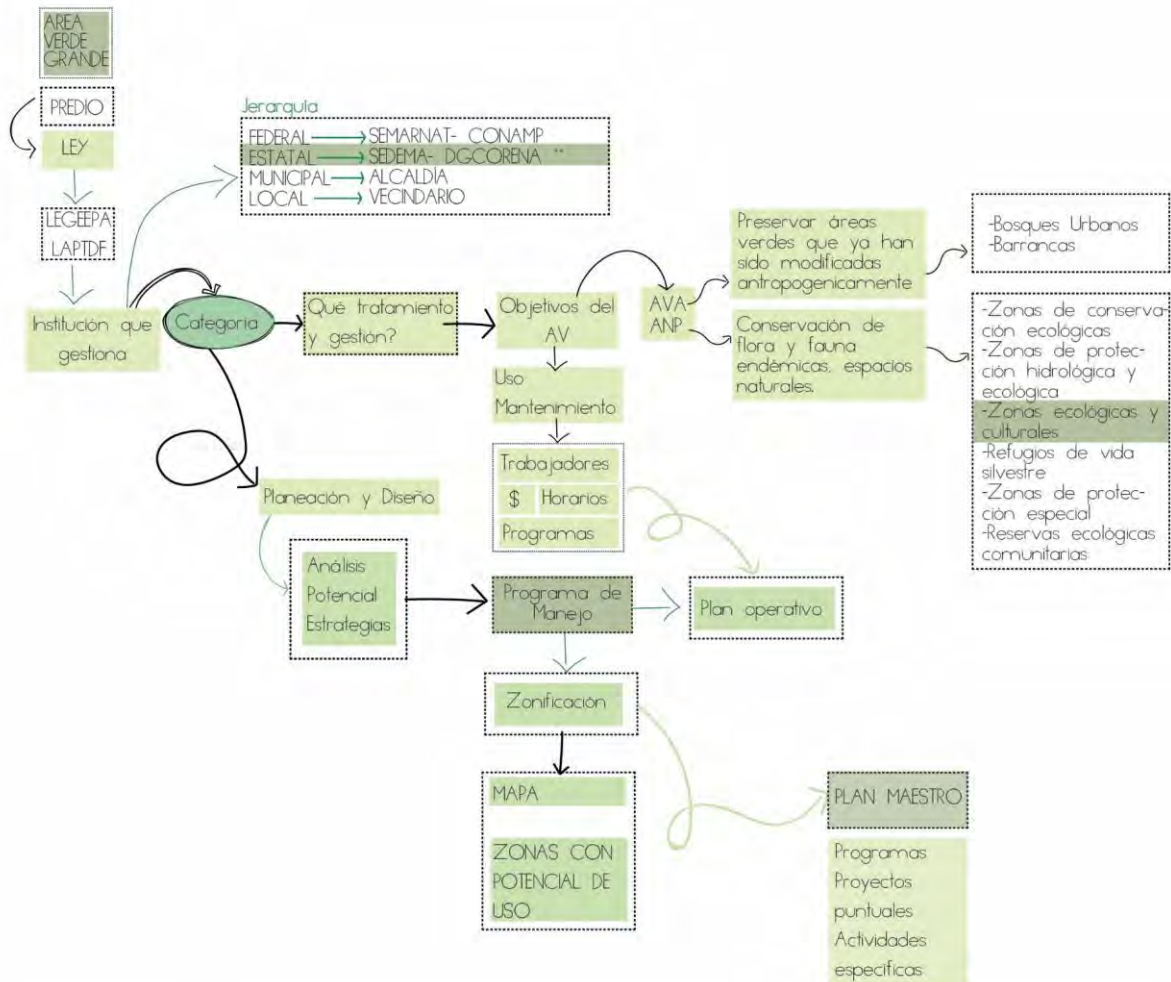 AREA
VERDE
GRANDE
PREDIO
LEY
LEGEEPA
LAPTDF
Institución que
gestiona
Jerarquía
FEDERAL SEMARNAT- CONAMP
ESTATAL SEDEMA- DGCORENA **
MUNICIPAL ALCALDÍA
LOCAL VECINDARIO
Categoría
Qué tratamiento
y gestión?
Objetivos del
AV
AVA
ANP
Preservar áreas
verdes que ya han
sido modificadas
antropogenicamente
-Bosques Urbanos
-Barrancas
Conservación de
flora y fauna
endémicas, espacios
naturales.
-Zonas de conserva-
ción ecológicas
-Zonas de protec-
ción hidrológica y
ecológica
-Zonas ecológicas y
culturales
-Refugios de vida
silvestre
-Zonas de protec-
ción especial
-Reservas ecológicas
comunitarias
Uso
Mantenimiento
Trabajadores
$ Horarios
Programas
Planeación y Diseño
Análisis
Potencial
Estrategias
Programa de
Manejo
Plan operativo
Zonificación
MAPA
ZONAS CON
POTENCIAL DE
USO
PLAN MAESTRO
Programas
Proyectos
puntuales
Actividades
especificas